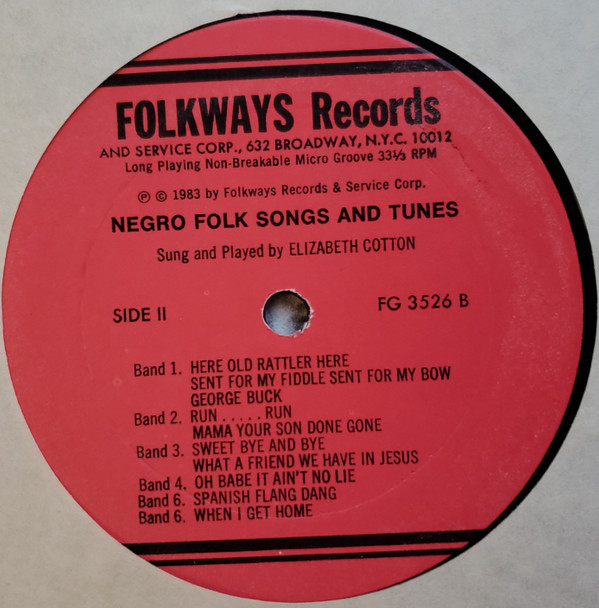 FOLKWAYS Records
AND SERVICE CORP., 632 BROADWAY, N.Y.C. 10012
Long Playing Non-Breakable Micro Groove 33⅓ RPM
℗ © 1983 by Folkways Records & Service Corp.
NEGRO FOLK SONGS AND TUNES
Sung and Played by ELIZABETH COTTON
SIDE II FG 3526 B
Band 1. HERE OLD RATTLER HERE
SENT FOR MY FIDDLE SENT FOR MY BOW
GEORGE BUCK
Band 2. RUN ..... RUN
MAMA YOUR SON DONE GONE
Band 3. SWEET BYE AND BYE
WHAT A FRIEND WE HAVE IN JESUS
Band 4. OH BABE IT AIN'T NO LIE
Band 6. SPANISH FLANG DANG
Band 6. WHEN I GET HOME